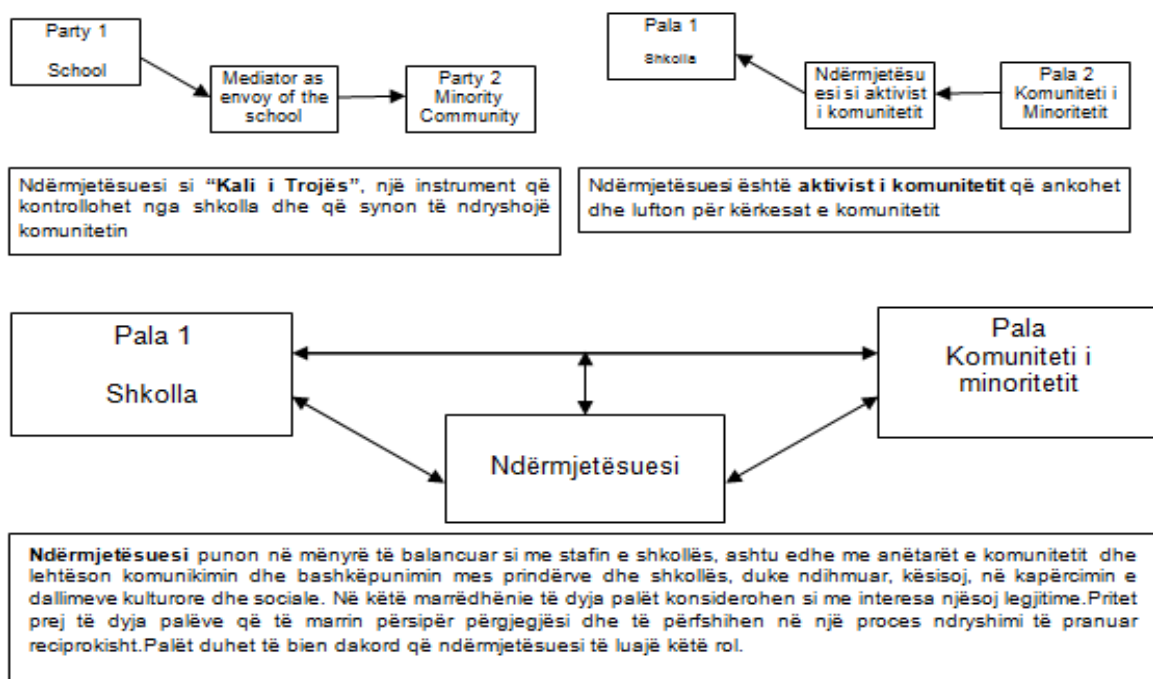 Party 1
School
Mediator as
envoy of the
school
Party 2
Minority
Community
Pala 1
Shkolla
Ndërmjetësu
esi si aktivist
i komunitetit
Pala 2
Komuniteti i
Minoritetit
Ndërmjetësuesi si “Kali i Trojës”, një instrument që
kontrollohet nga shkolla dhe që synon të ndryshojë
komunitetin
Ndërmjetësuesi është aktivist i komunitetit që ankohet
dhe lufton për kërkesat e komunitetit
Pala 1
Shkolla
Pala
Komuniteti i
minoritetit
Ndërmjetësuesi
Ndërmjetësuesi punon në mënyrë të balancuar si me stafin e shkollës, ashtu edhe me anëtarët e komunitetit dhe
lehtëson komunikimin dhe bashkëpunimin mes prindërve dhe shkollës, duke ndihmuar, kësisoj, në kapërcimin e
dallimeve kulturore dhe sociale. Në këtë marrëdhënie të dyja palët konsiderohen si me interesa njësoj legjitime.Pritet
prej të dyja palëve që të marrin përsipër përgjegjësi dhe të përfshihen në një proces ndryshimi të pranuar
reciprokisht.Palët duhet të bien dakord që ndërmjetësuesi të luajë këtë rol.